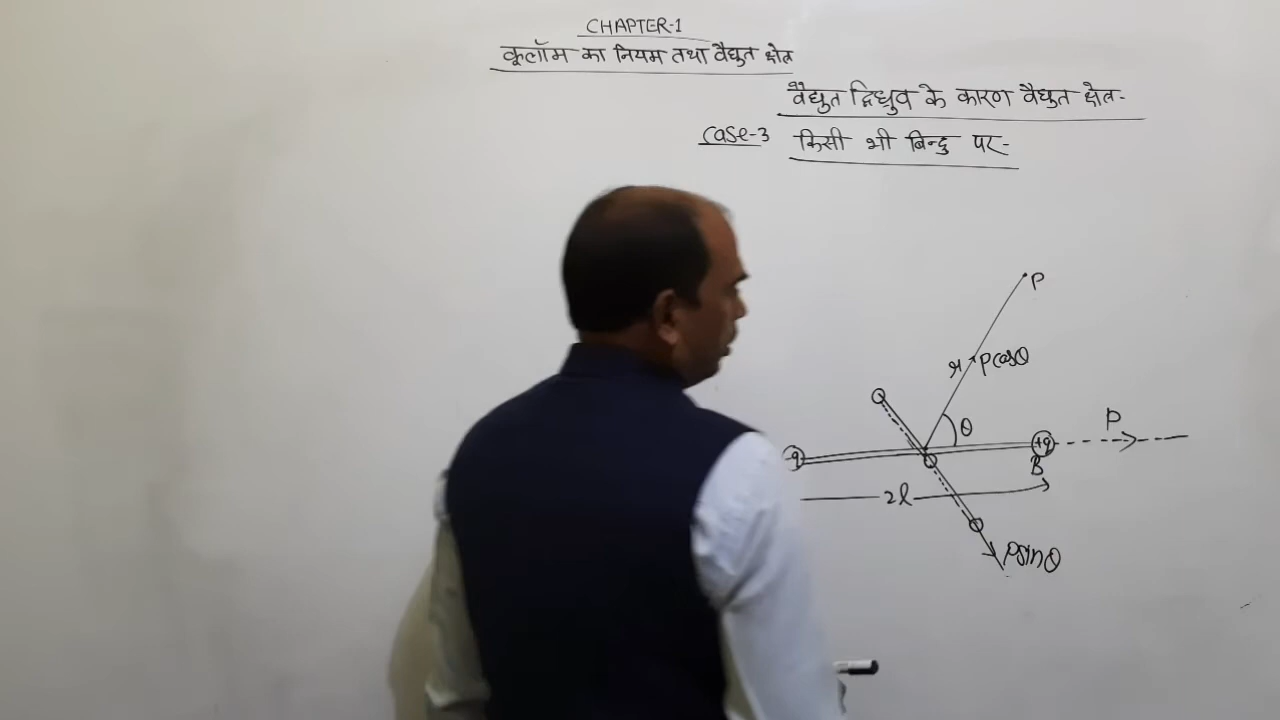 CHAPTER-1
कूलॉम का नियम तथा वैद्युत क्षेत्र
वैद्युत द्विध्रुव के कारण वैद्युत क्षेत्र-
Case-3 किसी भी बिन्दु पर-
P
r Pcosθ
θ
P
-q
+q
B
2l
Psinθ